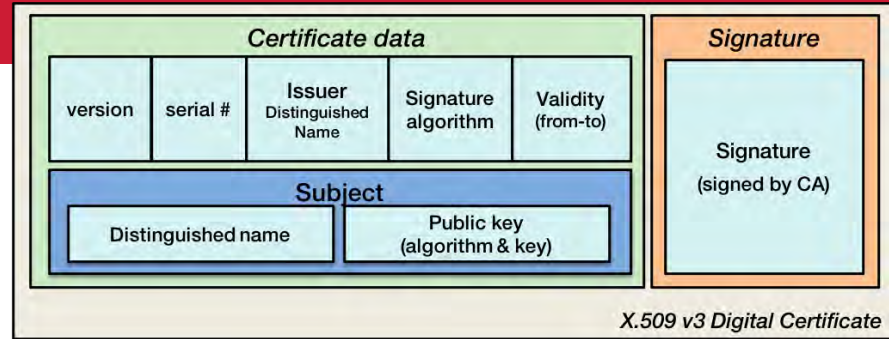 Certificate data
version
serial #
Issuer
Distinguished
Name
Signature
algorithm
Validity
(from-to)
Subject
Distinguished name
Public key
(algorithm & key)
Signature
Signature
(signed by CA)
X.509 v3 Digital Certificate